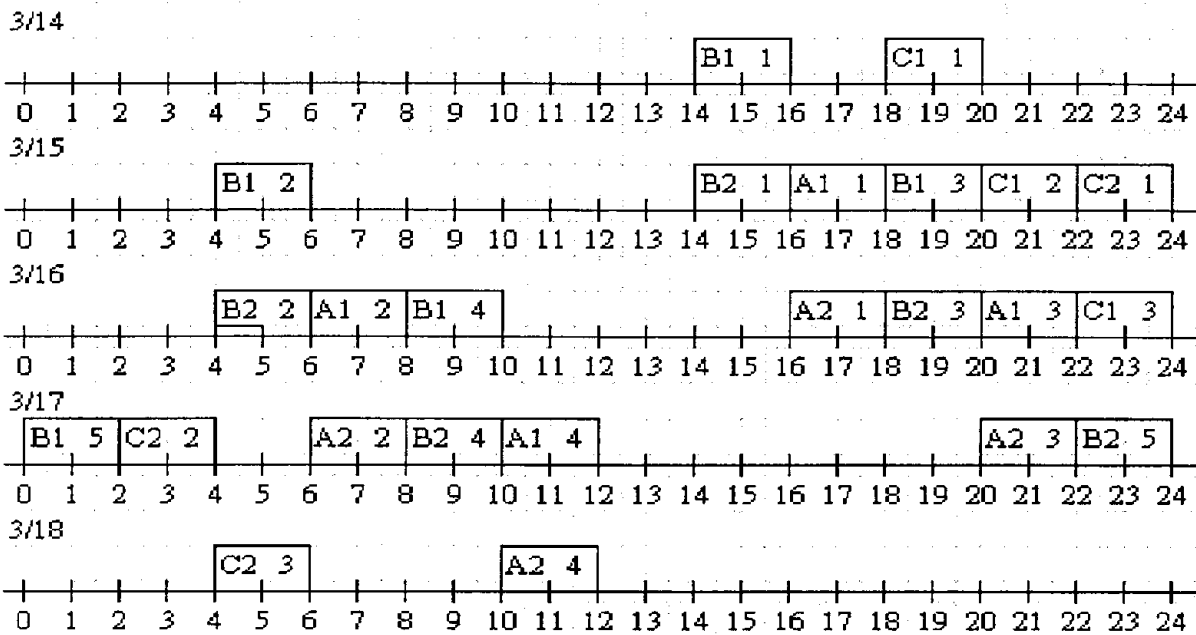 3/14
B1 1 C1 1
0 1 2 3 4 5 6 7 8 9 10 11 12 13 14 15 16 17 18 19 20 21 22 23 24
3/15
B1 2 B2 1 A1 1 B1 3 C1 2 C2 1
0 1 2 3 4 5 6 7 8 9 10 11 12 13 14 15 16 17 18 19 20 21 22 23 24
3/16
B2 2 A1 2 B1 4 A2 1 B2 3 A1 3 C1 3
0 1 2 3 4 5 6 7 8 9 10 11 12 13 14 15 16 17 18 19 20 21 22 23 24
3/17
B1 5 C2 2 A2 2 B2 4 A1 4 A2 3 B2 5
0 1 2 3 4 5 6 7 8 9 10 11 12 13 14 15 16 17 18 19 20 21 22 23 24
3/18
C2 3 A2 4
0 1 2 3 4 5 6 7 8 9 10 11 12 13 14 15 16 17 18 19 20 21 22 23 24